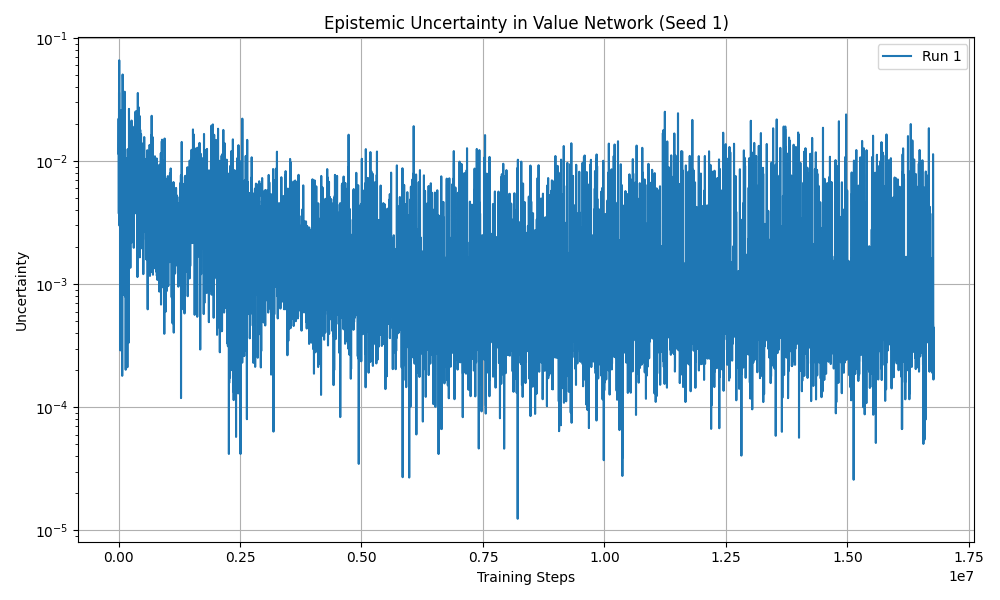 Epistemic Uncertainty in Value Network (Seed 1)
Run 1
Uncertainty
10⁻¹
10⁻²
10⁻³
10⁻⁴
10⁻⁵
0.00 0.25 0.50 0.75 1.00 1.25 1.50 1.75
1e7
Training Steps